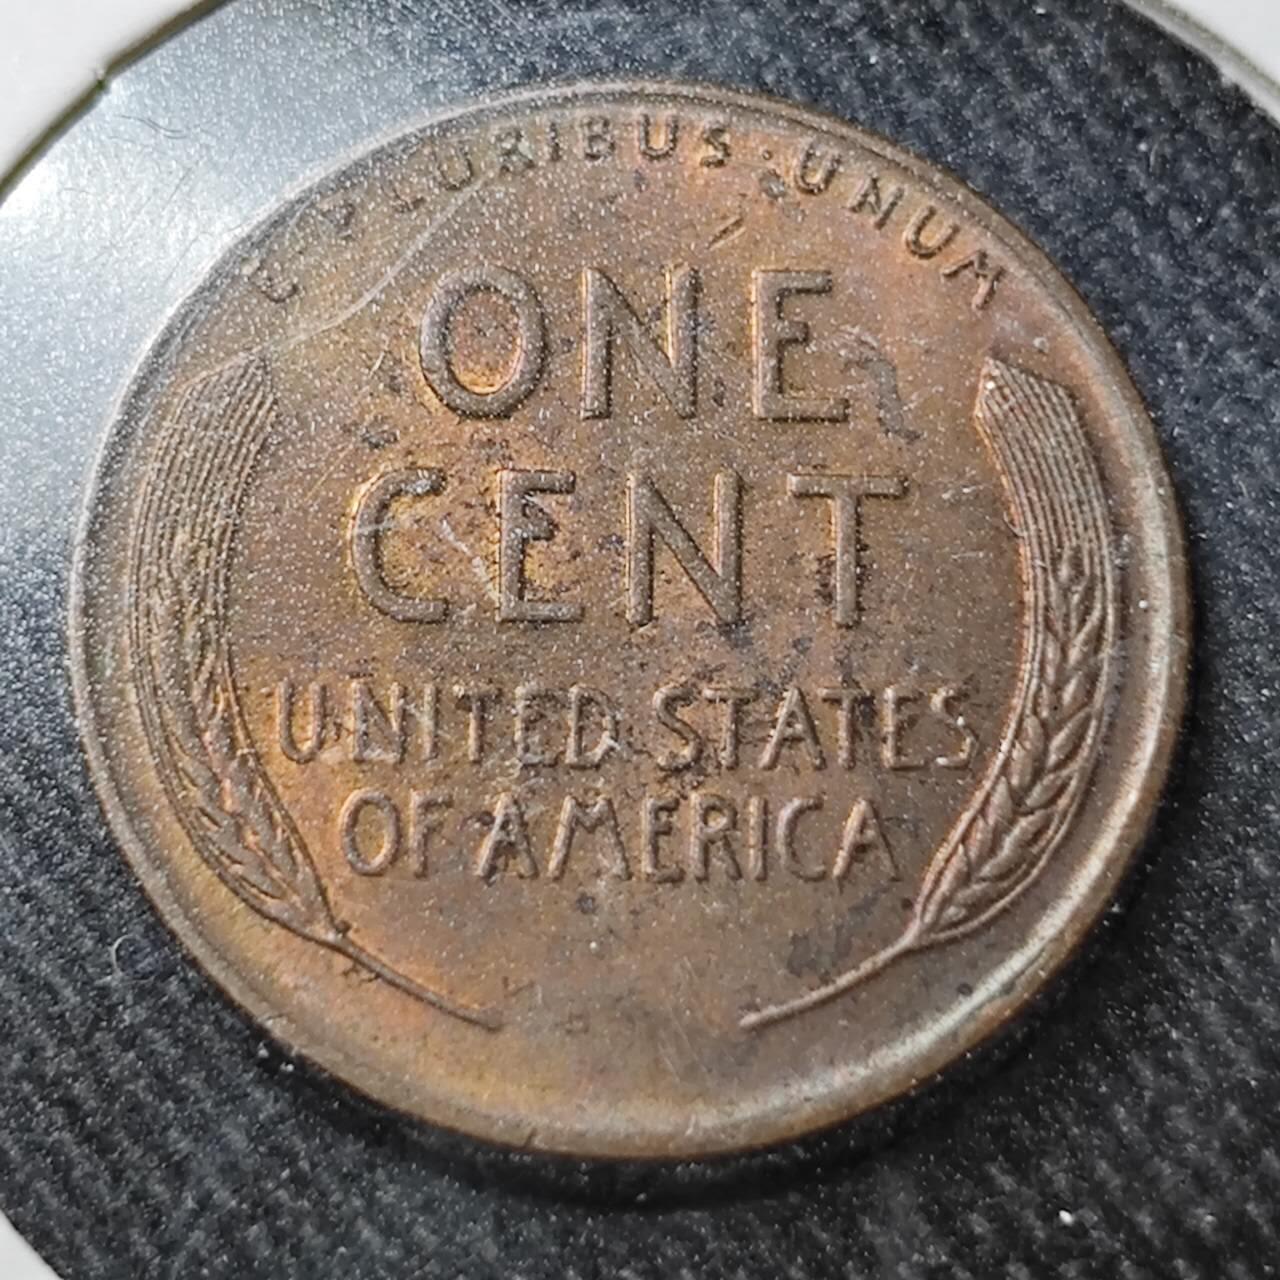 E·PLURIBUS·UNUM
ONE
CENT
UNITED STATES
OF AMERICA